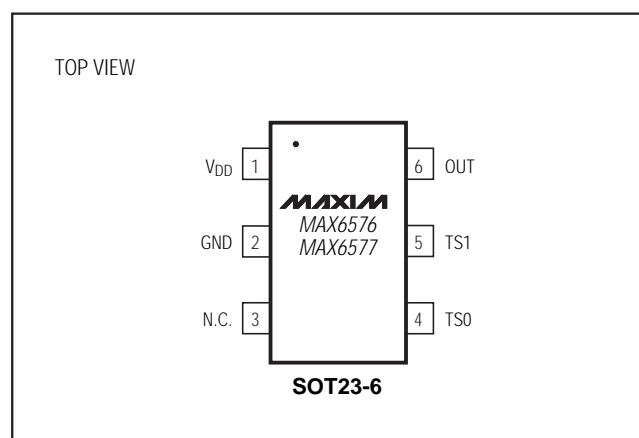 TOP VIEW
VDD 1
6 OUT
MAXIM
MAX6576
MAX6577
GND 2
5 TS1
N.C. 3
4 TS0
SOT23-6